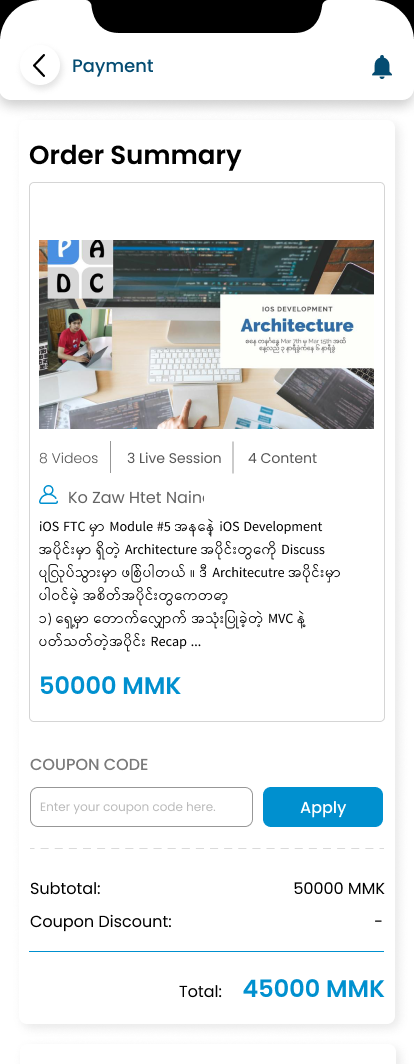 Payment
Order Summary
P A
D C
IOS DEVELOPMENT
Architecture
8 Videos
3 Live Session
4 Content
Ko Zaw Htet Naing
iOS FTC မှာ Module #5 အနေနဲ့ iOS Development
အပိုင်းမှာ ရှိတဲ့ Architecture အပိုင်းတွေကို Discuss
ပြုလုပ်သွားမှာ ဖြစ်ပါတယ် ။ ဒီ Architecutre အပိုင်းမှာ
ပါဝင်မဲ့ အစိတ်အပိုင်းတွေကတော့
၁) ရှေ့မှာ တောက်လျှောက် အသုံးပြုခဲ့တဲ့ MVC နဲ့
ပတ်သတ်တဲ့အပိုင်း Recap ...
50000 MMK
COUPON CODE
Enter your coupon code here.
Apply
Subtotal: 50000 MMK
Coupon Discount: -
Total: 45000 MMK